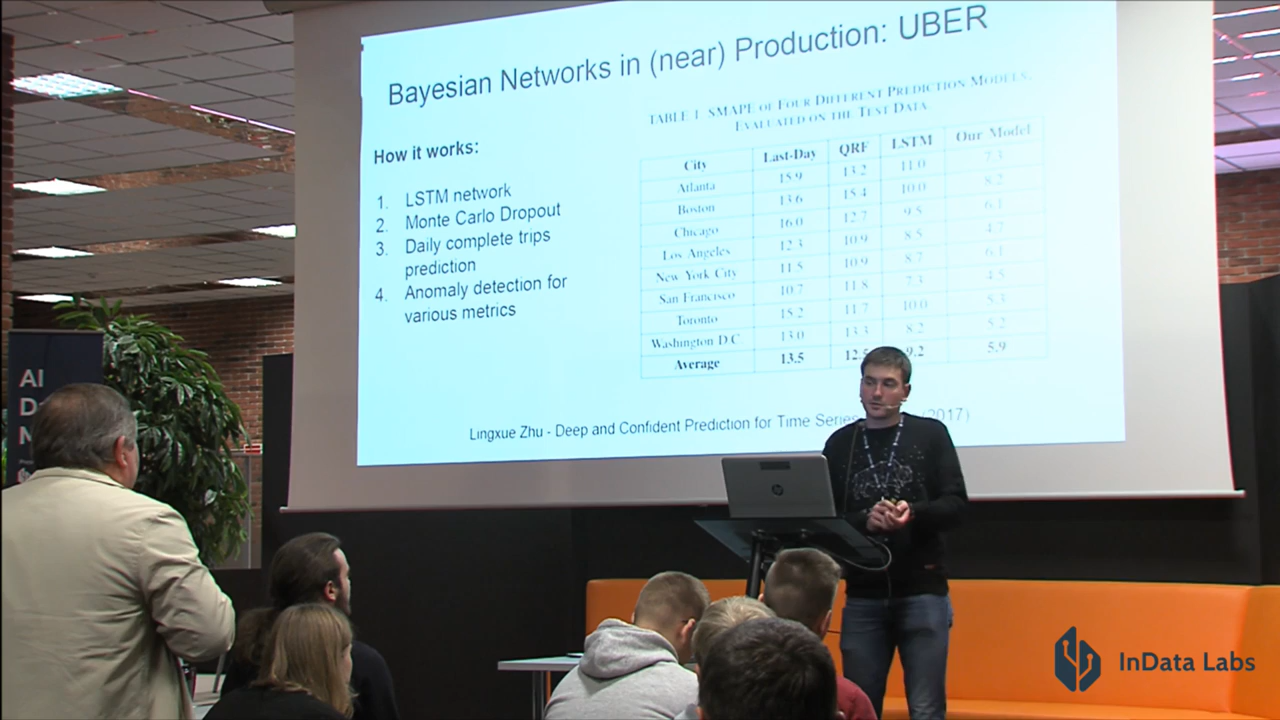 Bayesian Networks in (near) Production: UBER
How it works:
1. LSTM network
2. Monte Carlo Dropout
3. Daily complete trips
prediction
4. Anomaly detection for
various metrics
TABLE I. SMAPE OF FOUR DIFFERENT PREDICTION MODELS,
EVALUATED ON THE TEST DATA.
City Last-Day QRF LSTM Our Model
Atlanta 15.9 13.2 11.0 7.3
Boston 13.6 15.4 10.0 8.2
Chicago 16.0 12.7 9.5 6.1
Los Angeles 12.3 10.9 8.5 4.7
New York City 11.5 10.9 8.7 6.1
San Francisco 10.7 11.8 7.3 4.5
Toronto 15.2 11.7 10.0 5.3
Washington D.C. 13.0 13.3 8.2 5.2
Average 13.5 12.5 9.2 5.9
Lingxue Zhu - Deep and Confident Prediction for Time Series (2017)
AI
hp
InData Labs